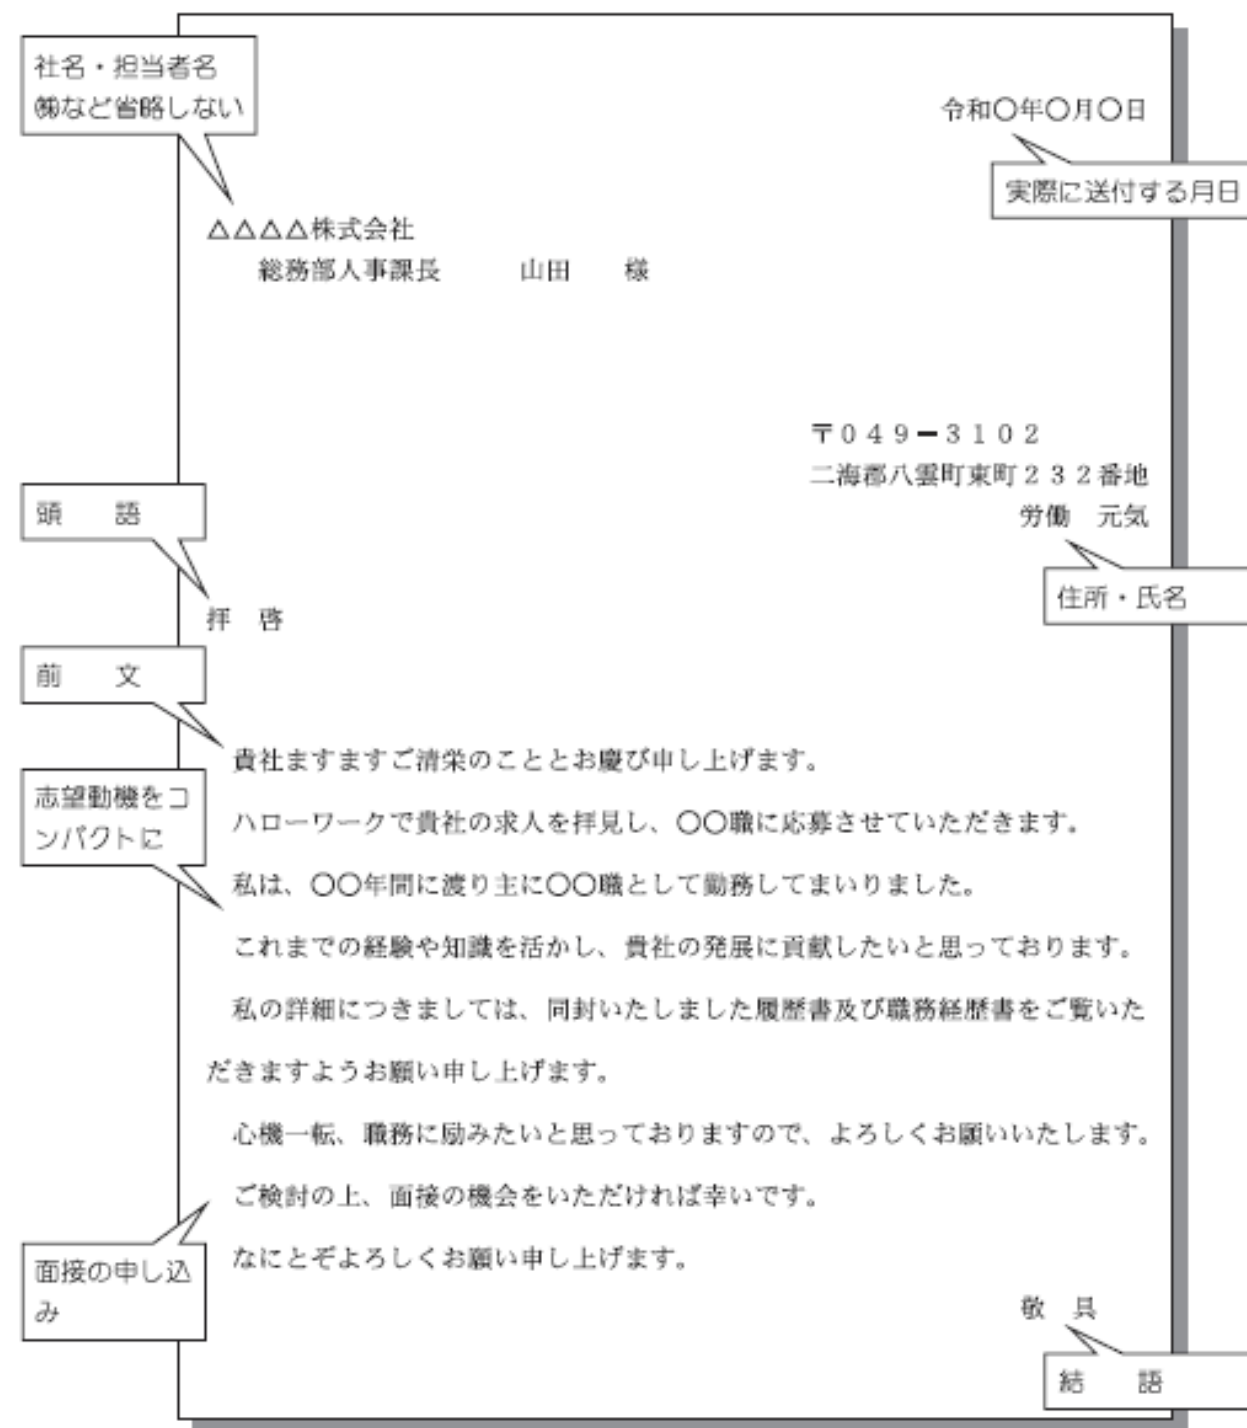 社名・担当者名
㈱など省略しない
令和〇年〇月〇日
実際に送付する月日
△△△△株式会社
総務部人事課長　　　山田　　様
〒０４９－３１０２
二海郡八雲町東町２３２番地
労働　元気
住所・氏名
頭　　語
拝　啓
前　　文
貴社ますますご清栄のこととお慶び申し上げます。
志望動機をコ
ンパクトに
ハローワークで貴社の求人を拝見し、〇〇職に応募させていただきます。
私は、〇〇年間に渡り主に〇〇職として勤務してまいりました。
これまでの経験や知識を活かし、貴社の発展に貢献したいと思っております。
私の詳細につきましては、同封いたしました履歴書及び職務経歴書をご覧いた
だきますようお願い申し上げます。
心機一転、職務に励みたいと思っておりますので、よろしくお願いいたします。
ご検討の上、面接の機会をいただければ幸いです。
面接の申し込
み
なにとぞよろしくお願い申し上げます。
敬　具
結　　語